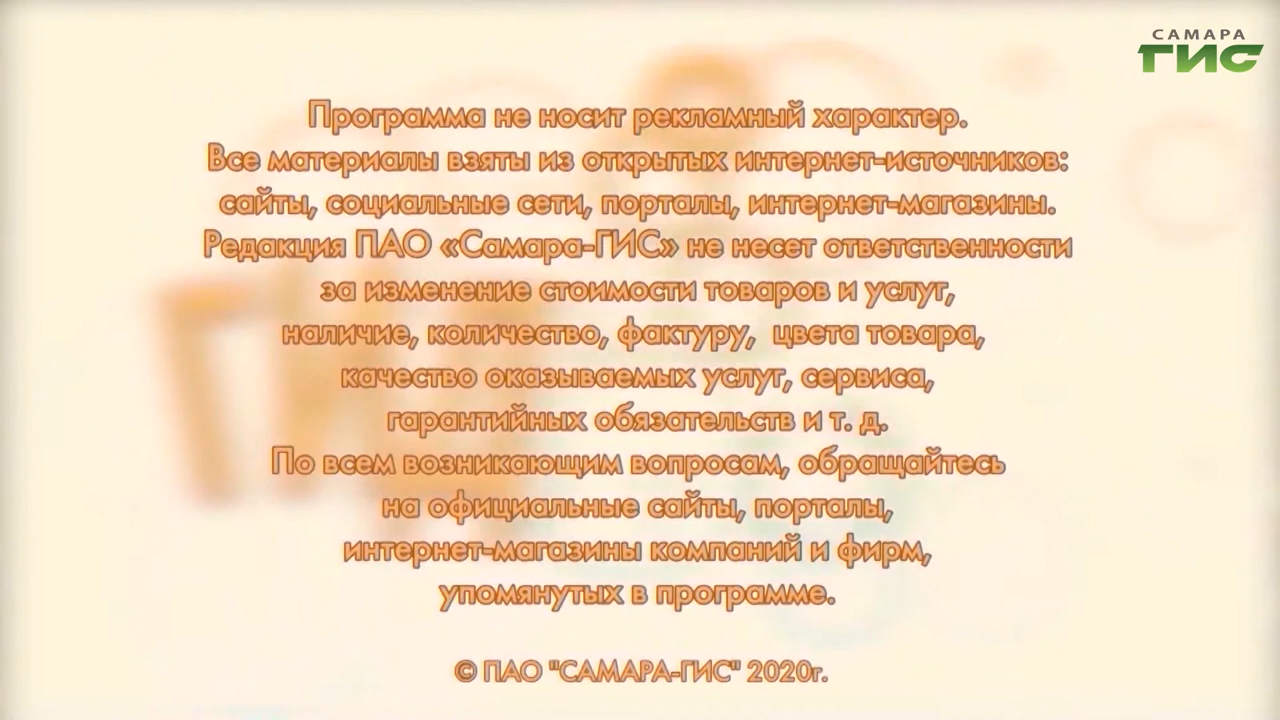 САМАРА
ГИС
Программа не носит рекламный характер.
Все материалы взяты из открытых интернет-источников:
сайты, социальные сети, порталы, интернет-магазины.
Редакция ПАО «Самара-ГИС» не несет ответственности
за изменение стоимости товаров и услуг,
наличие, количество, фактуру,  цвета товара,
качество оказываемых услуг, сервиса,
гарантийных обязательств и т. д.
По всем возникающим вопросам, обращайтесь
на официальные сайты, порталы,
интернет-магазины компаний и фирм,
упомянутых в программе.
© ПАО "САМАРА-ГИС" 2020г.